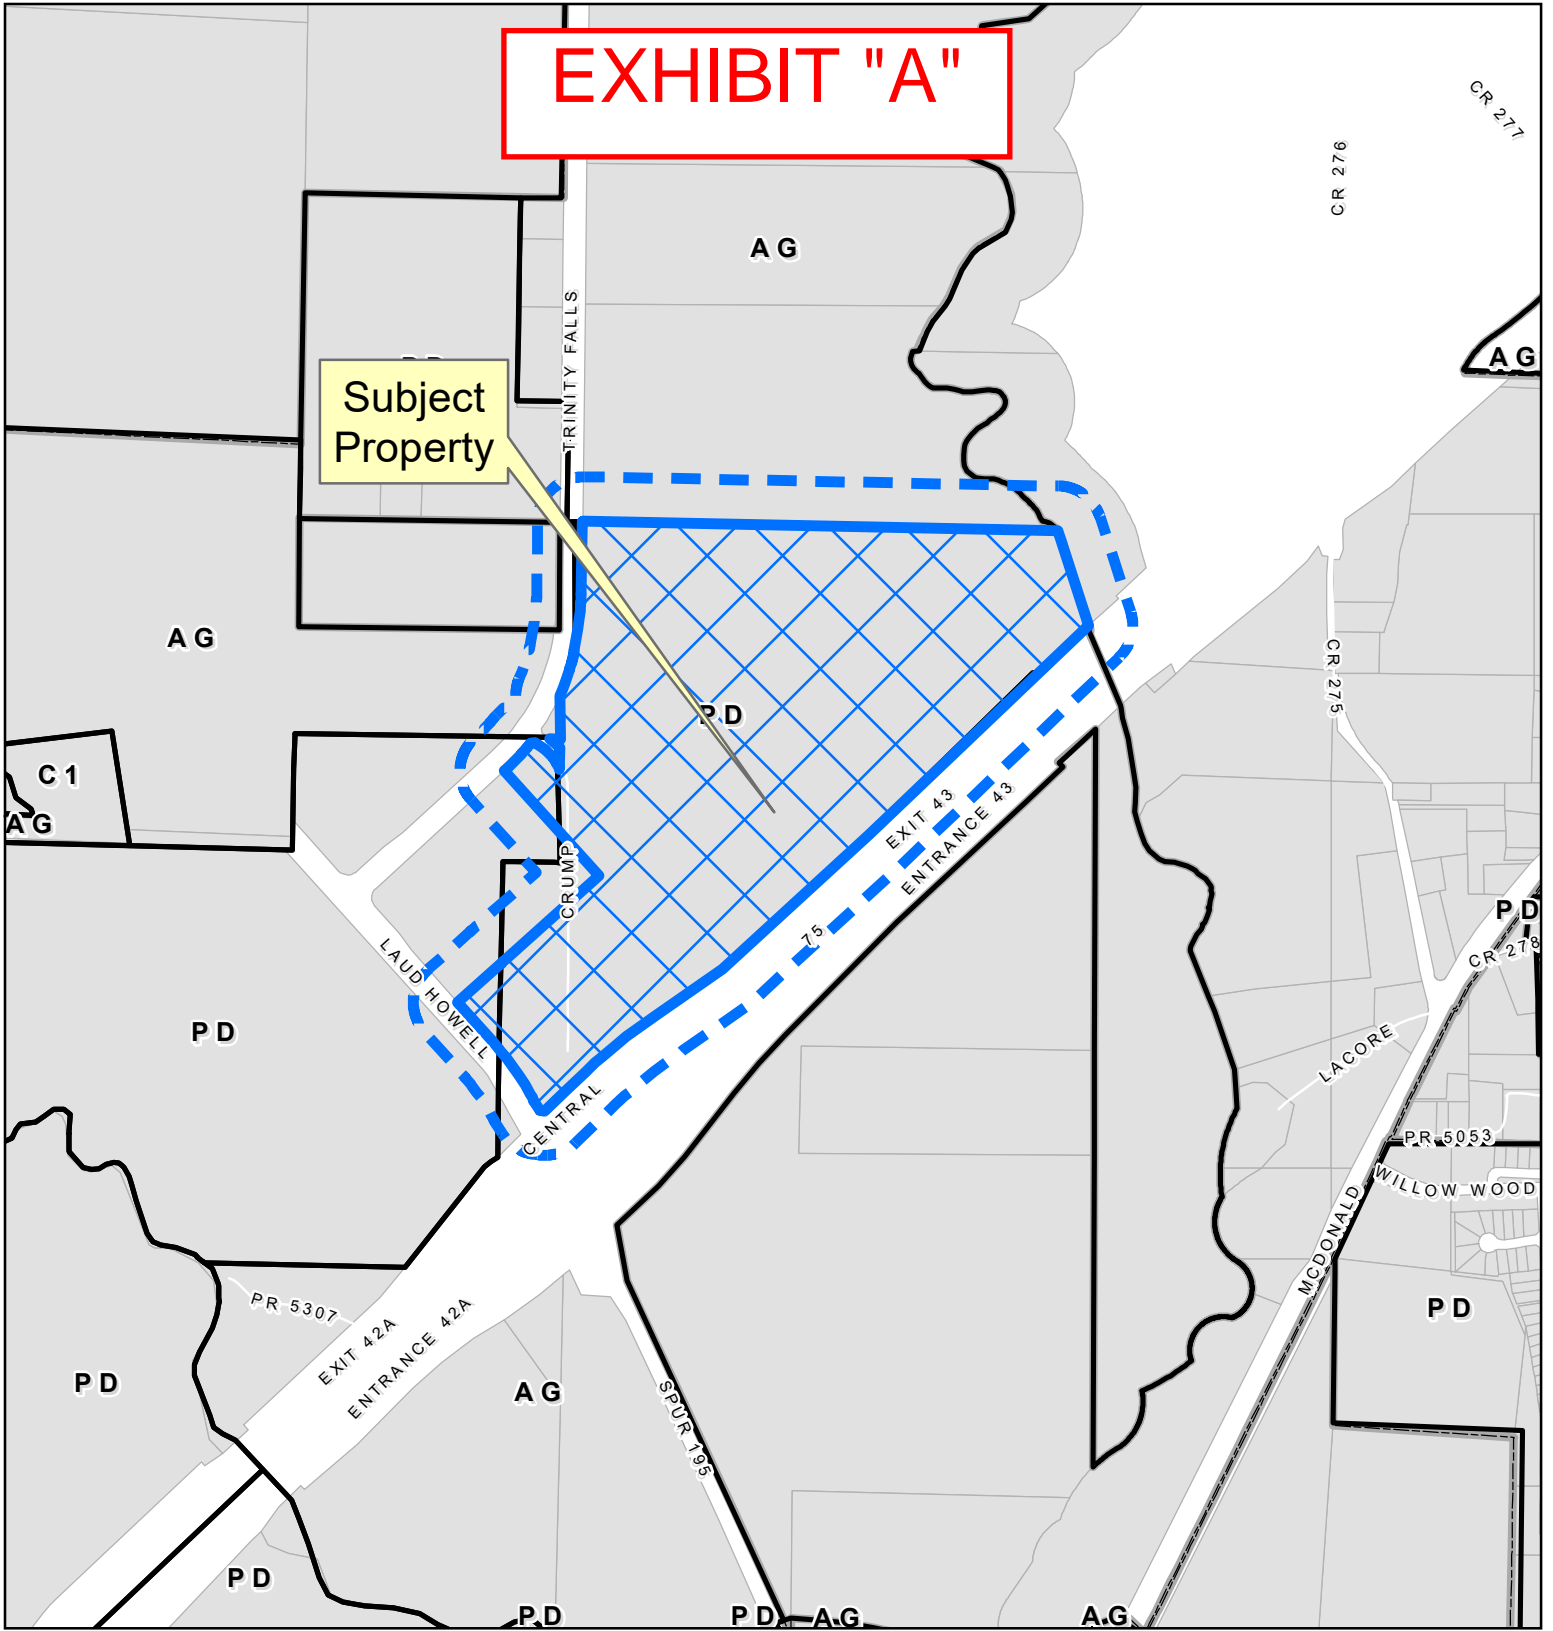 EXHIBIT "A"
CR 277
CR 276
AG
TRINITY FALLS
AG
Subject
Property
AG
CR 275
PD
C1
AG
EXIT 43
ENTRANCE 43
CRUMP
PD
75
CR 278
LAUD HOWELL
PD
LACORE
CENTRAL
PR 5053
WILLOW WOOD
MCDONALD
PR 5307
EXIT 42A
ENTRANCE 42A
PD
PD
AG
SPUR 195
PD
PD
PD
AG
AG